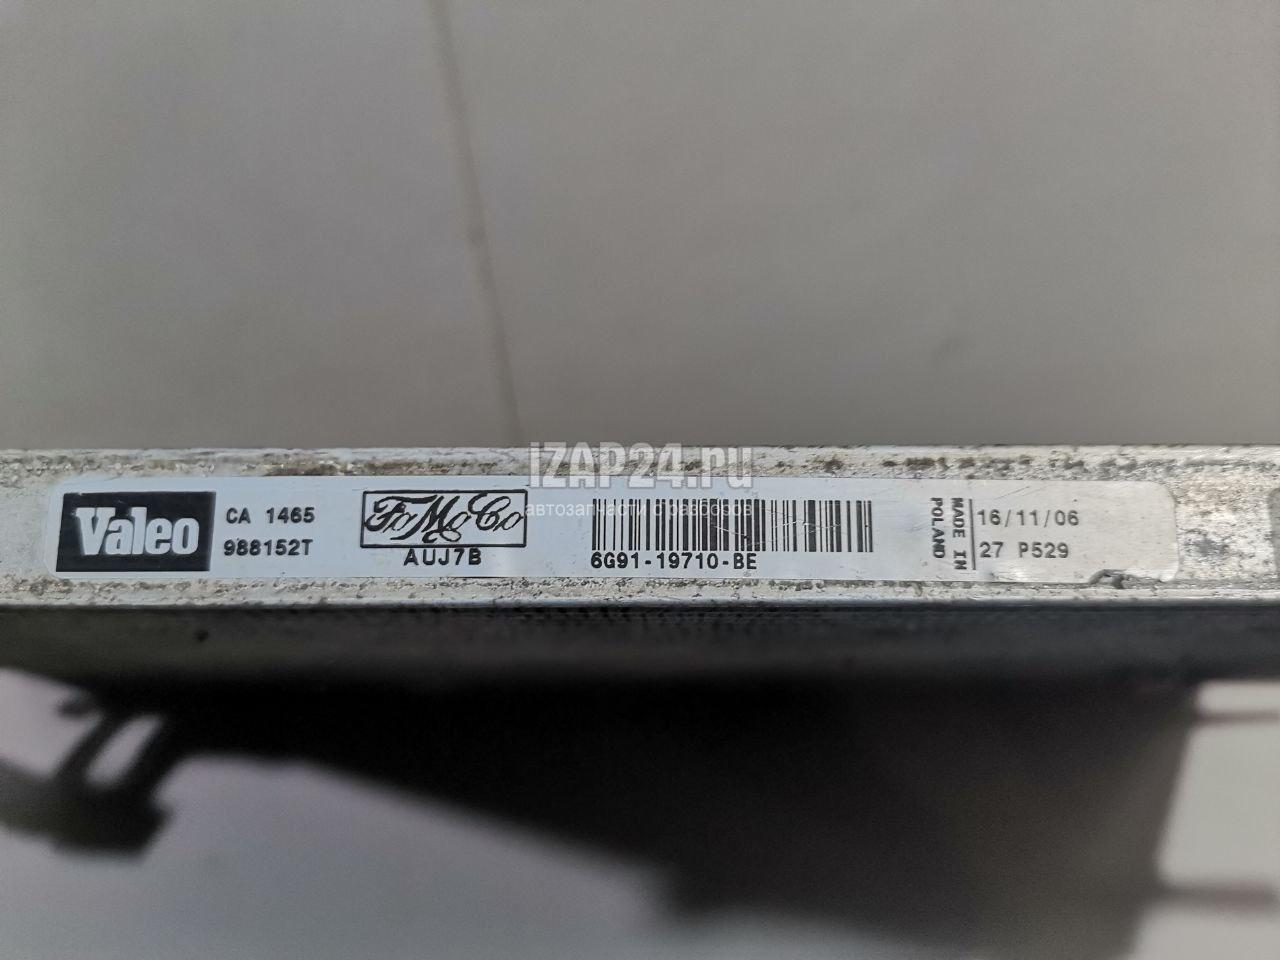 iZAP24.ru
автозапчасти с разборов
Valeo
CA 1465
988152T
FoMoCo
AUJ7B
6G91-19710-BE
MADE IN
POLAND
16/11/06
27 P529